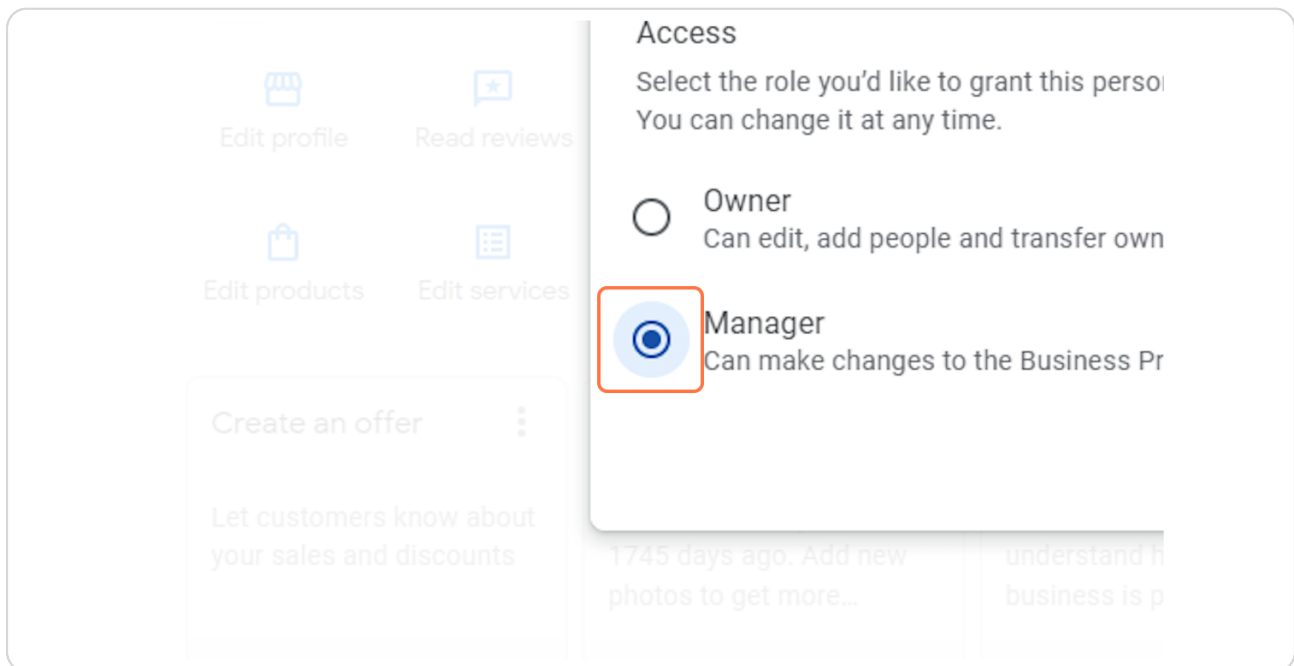 Access
Select the role you'd like to grant this
You can change it at any time.
Owner
Can edit, add people and transfer
Manager
Can make changes to the Business
Edit profile
Read reviews
Edit products
Edit services
Create an offer
Let customers know about
your sales and discounts
1745 days ago. Add new
photos to get more…
understand
business is